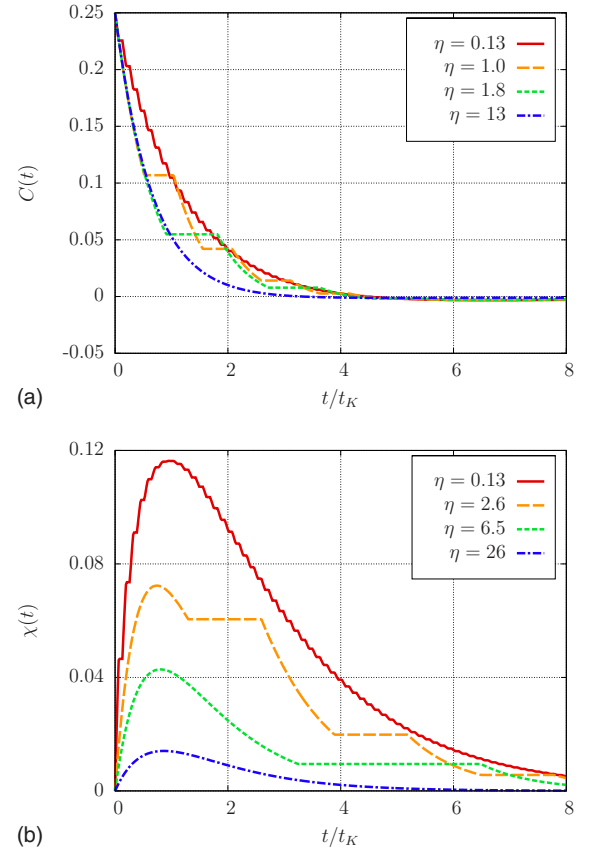 0.25
0.2
0.15
0.1
0.05
0
-0.05
C(t)
η = 0.13
η = 1.0
η = 1.8
η = 13
0 2 4 6 8
t/t_K
(a)
0.12
0.08
0.04
0
χ(t)
η = 0.13
η = 2.6
η = 6.5
η = 26
0 2 4 6 8
t/t_K
(b)